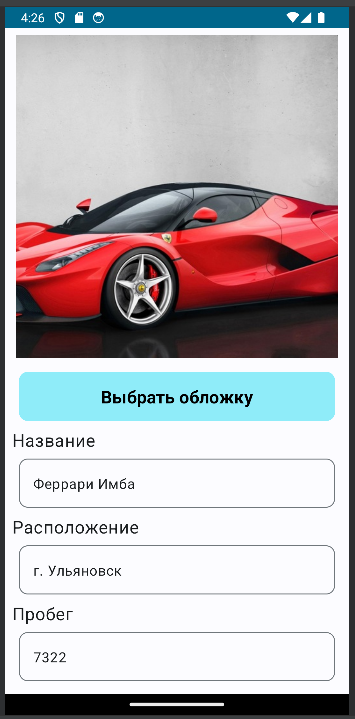 4:26
Выбрать обложку
Название
Феррари Имба
Расположение
г. Ульяновск
Пробег
7322